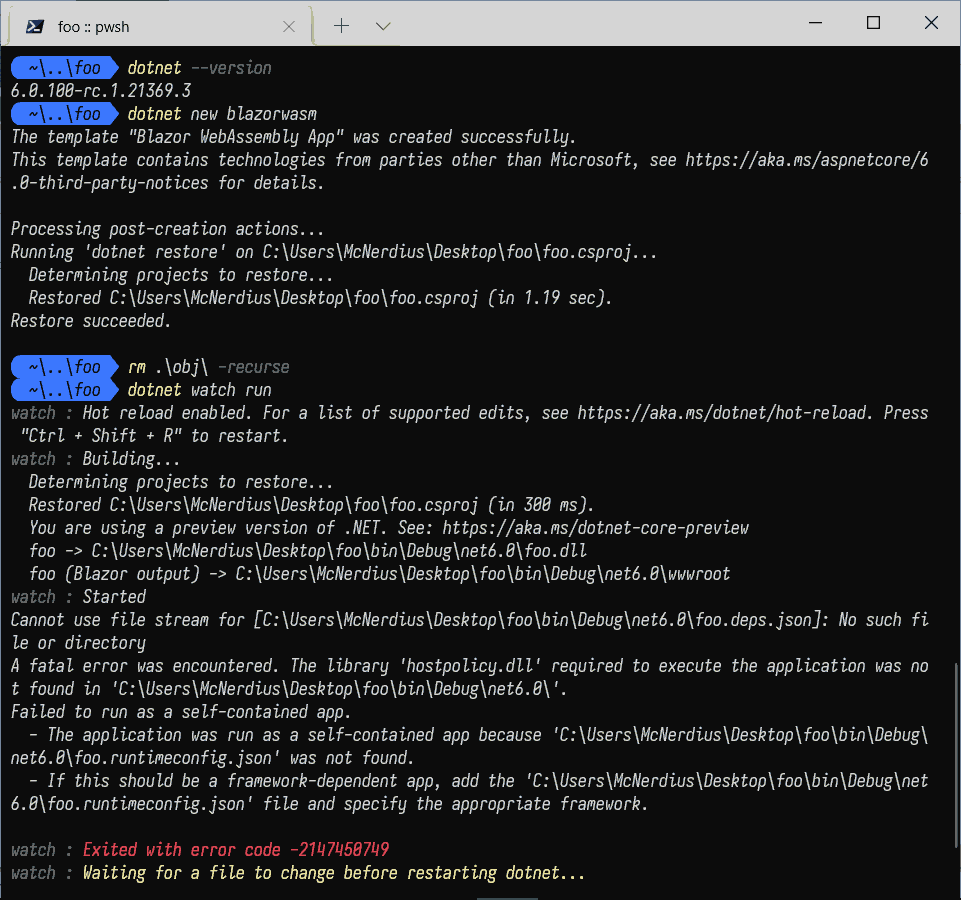 foo :: pwsh
~\..\foo dotnet --version
6.0.100-rc.1.21369.3
~\..\foo dotnet new blazorwasm
The template "Blazor WebAssembly App" was created successfully.
This template contains technologies from parties other than Microsoft, see https://aka.ms/aspnetcore/6
.0-third-party-notices for details.
Processing post-creation actions...
Running 'dotnet restore' on C:\Users\McNerdius\Desktop\foo\foo.csproj...
Determining projects to restore...
Restored C:\Users\McNerdius\Desktop\foo\foo.csproj (in 1.19 sec).
Restore succeeded.
~\..\foo rm .\obj\ -recurse
~\..\foo dotnet watch run
watch : Hot reload enabled. For a list of supported edits, see https://aka.ms/dotnet/hot-reload. Press
"Ctrl + Shift + R" to restart.
watch : Building...
Determining projects to restore...
Restored C:\Users\McNerdius\Desktop\foo\foo.csproj (in 300 ms).
You are using a preview version of .NET. See: https://aka.ms/dotnet-core-preview
foo -> C:\Users\McNerdius\Desktop\foo\bin\Debug\net6.0\foo.dll
foo (Blazor output) -> C:\Users\McNerdius\Desktop\foo\bin\Debug\net6.0\wwwroot
watch : Started
Cannot use file stream for [C:\Users\McNerdius\Desktop\foo\bin\Debug\net6.0\foo.deps.json]: No such fi
le or directory
A fatal error was encountered. The library 'hostpolicy.dll' required to execute the application was no
t found in 'C:\Users\McNerdius\Desktop\foo\bin\Debug\net6.0\'.
Failed to run as a self-contained app.
- The application was run as a self-contained app because 'C:\Users\McNerdius\Desktop\foo\bin\Debug\
net6.0\foo.runtimeconfig.json' was not found.
- If this should be a framework-dependent app, add the 'C:\Users\McNerdius\Desktop\foo\bin\Debug\net
6.0\foo.runtimeconfig.json' file and specify the appropriate framework.
watch : Exited with error code -2147450749
watch : Waiting for a file to change before restarting dotnet...